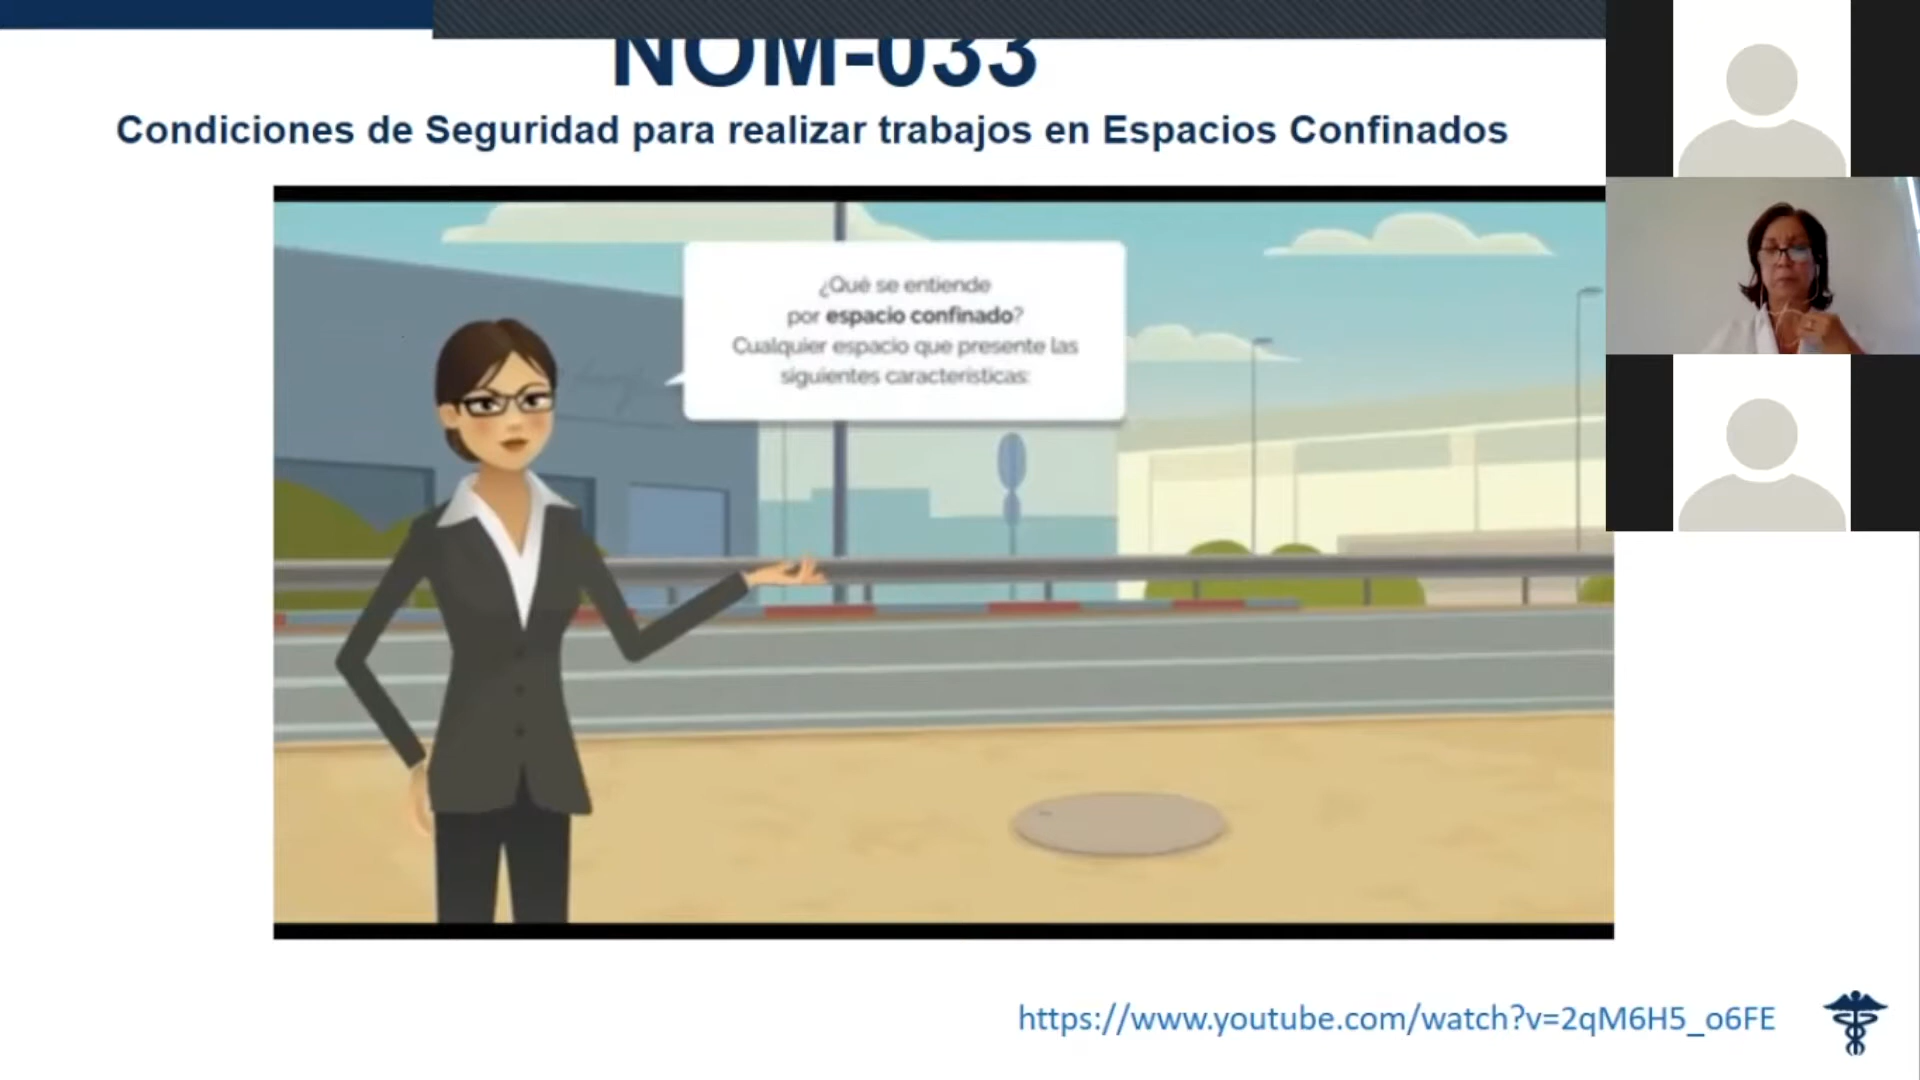 NOM-033
Condiciones de Seguridad para realizar trabajos en Espacios Confinados
¿Qué se entiende
por espacio confinado?
Cualquier espacio que presente las
siguientes características:
https://www.youtube.com/watch?v=2qM6H5_o6FE